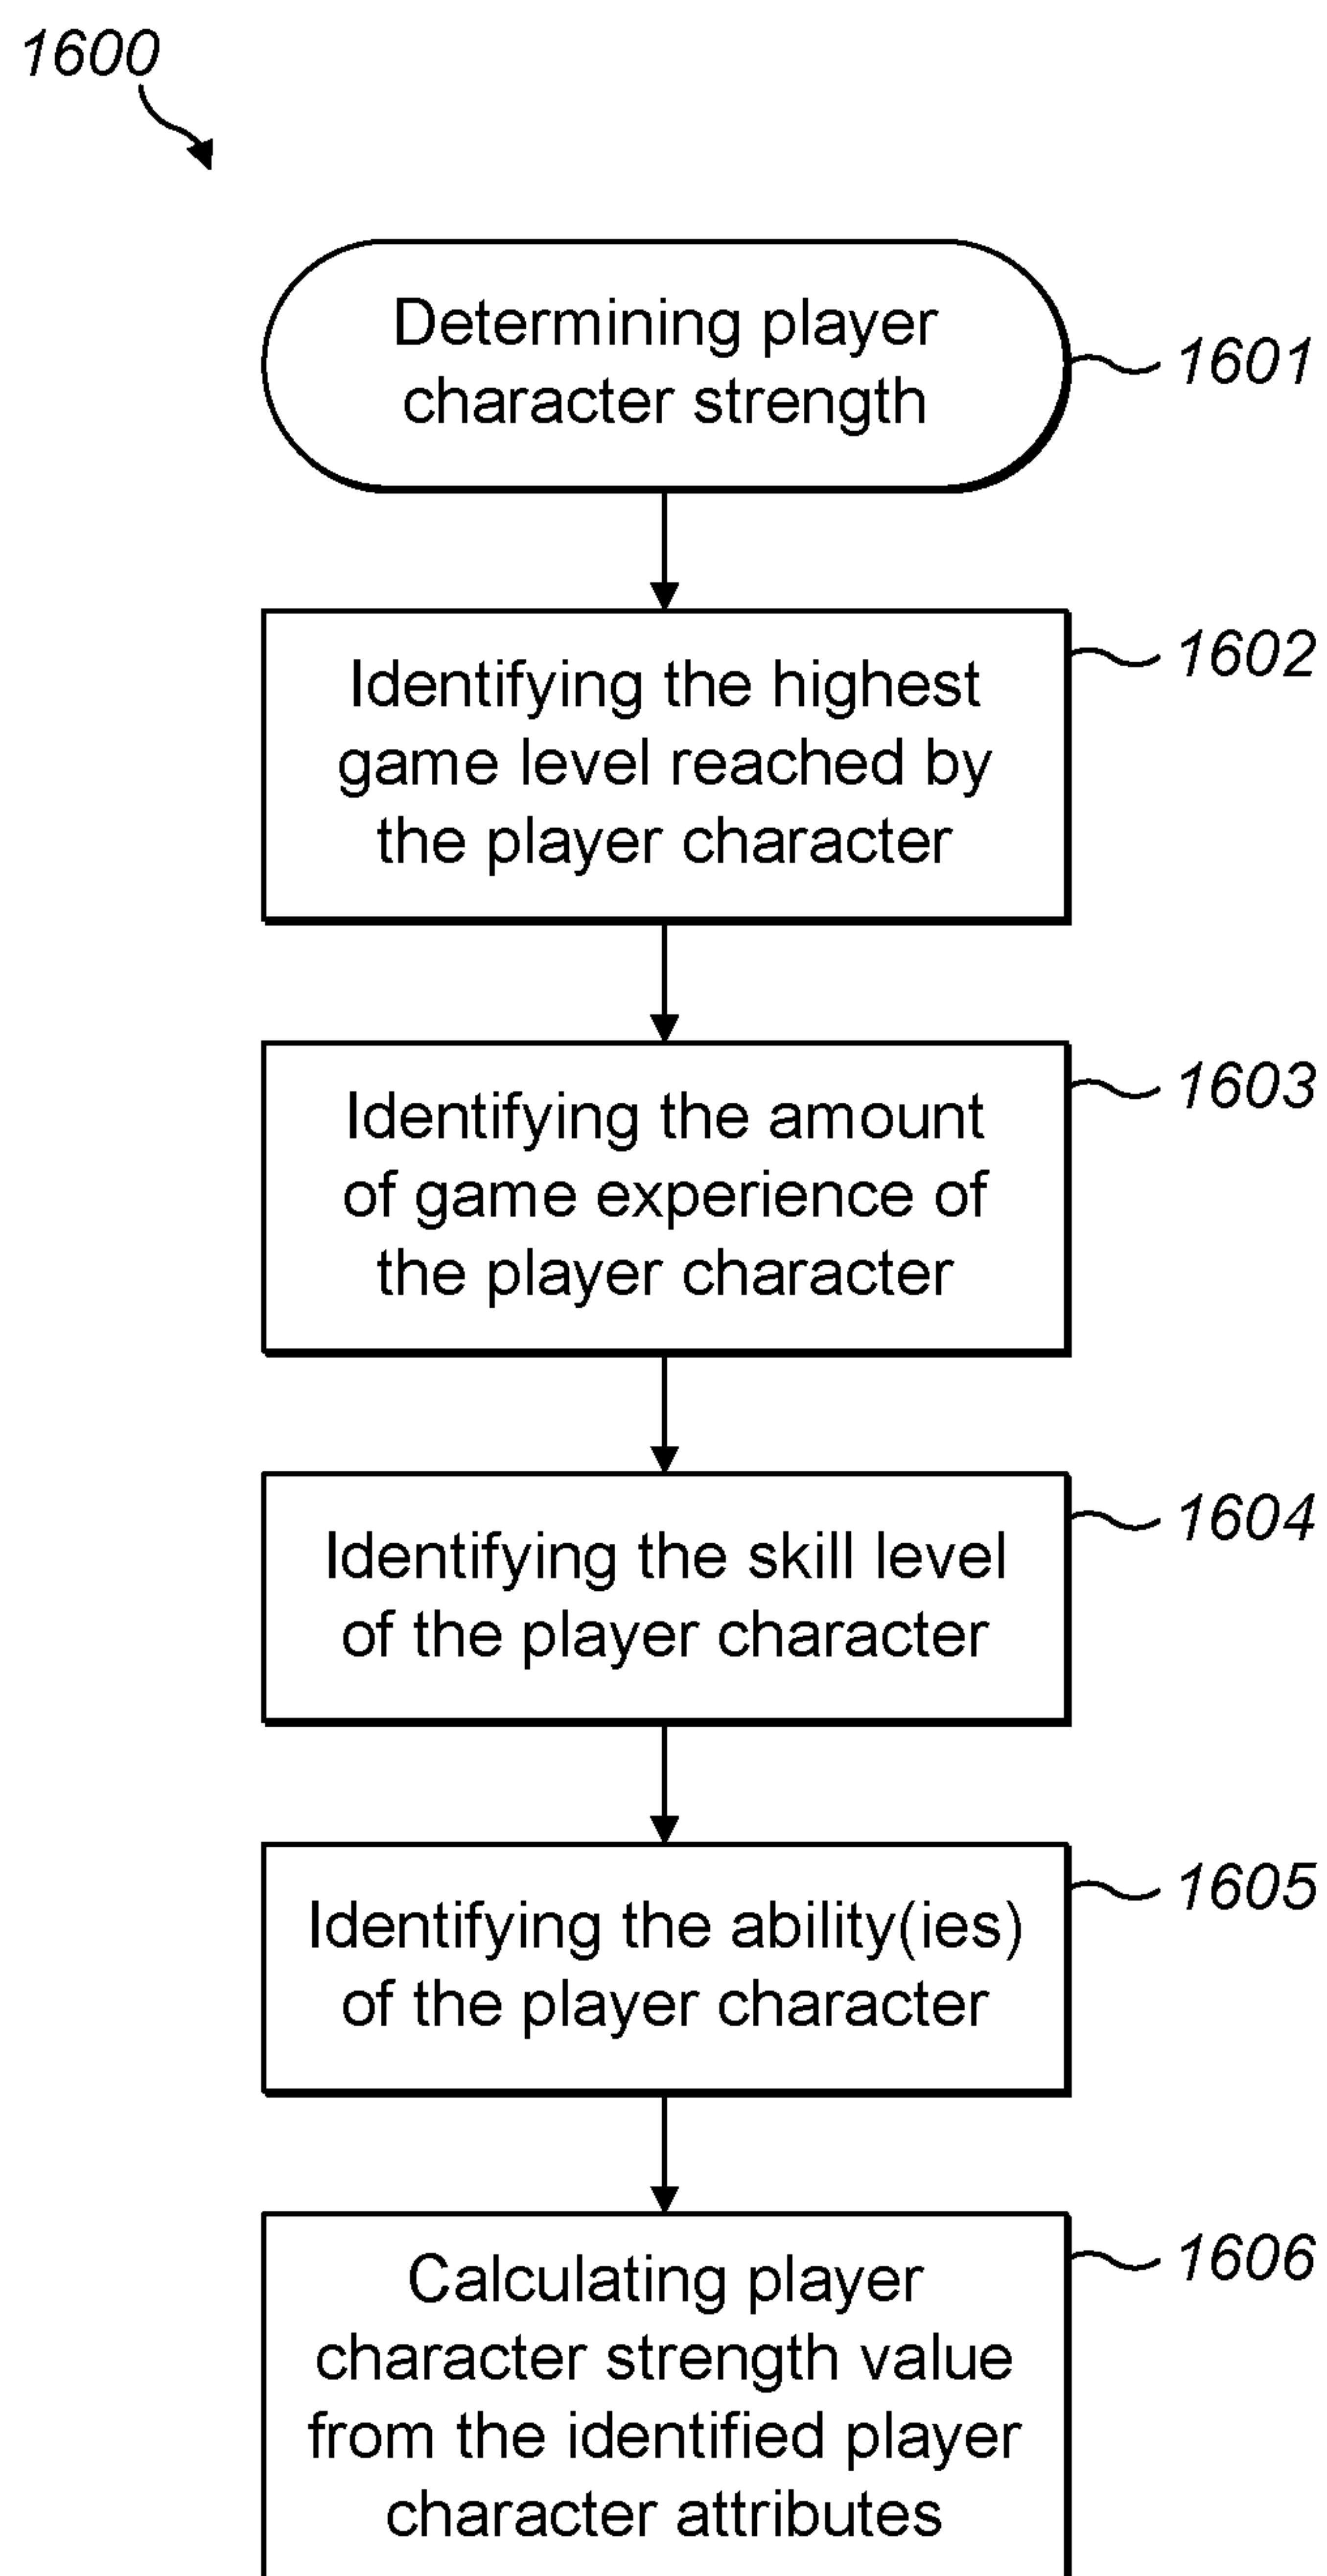 1600
Determining player
character strength
1601
Identifying the highest
game level reached by
the player character
1602
Identifying the amount
of game experience of
the player character
1603
Identifying the skill level
of the player character
1604
Identifying the ability(ies)
of the player character
1605
Calculating player
character strength value
from the identified player
character attributes
1606